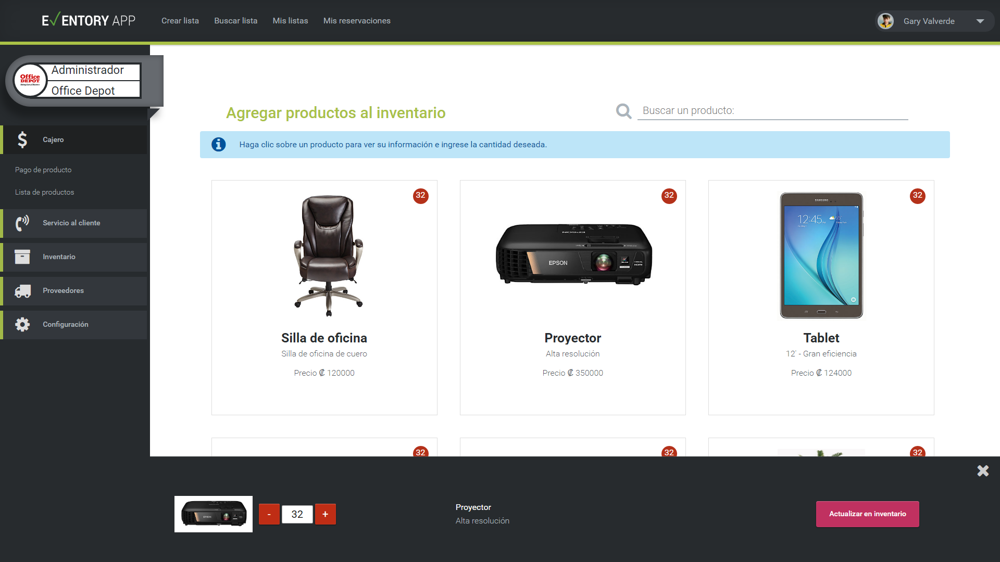 E✓ENTORY APP
Crear lista
Buscar lista
Mis listas
Mis reservaciones
Gary Valverde
Office DEPOT
Administrador
Office Depot
Cajero
Pago de producto
Lista de productos
Servicio al cliente
Inventario
Proveedores
Configuración
Agregar productos al inventario
Buscar un producto:
Haga clic sobre un producto para ver su información e ingrese la cantidad deseada.
32
Silla de oficina
Silla de oficina de cuero
Precio ₡ 120000
32
EPSON
EPSON
HDMI
Proyector
Alta resolución
Precio ₡ 350000
32
SAMSUNG
12:45
Tablet
12' - Gran eficiencia
Precio ₡ 124000
32
32
32
EPSON
-
32
+
Proyector
Alta resolución
Actualizar en inventario